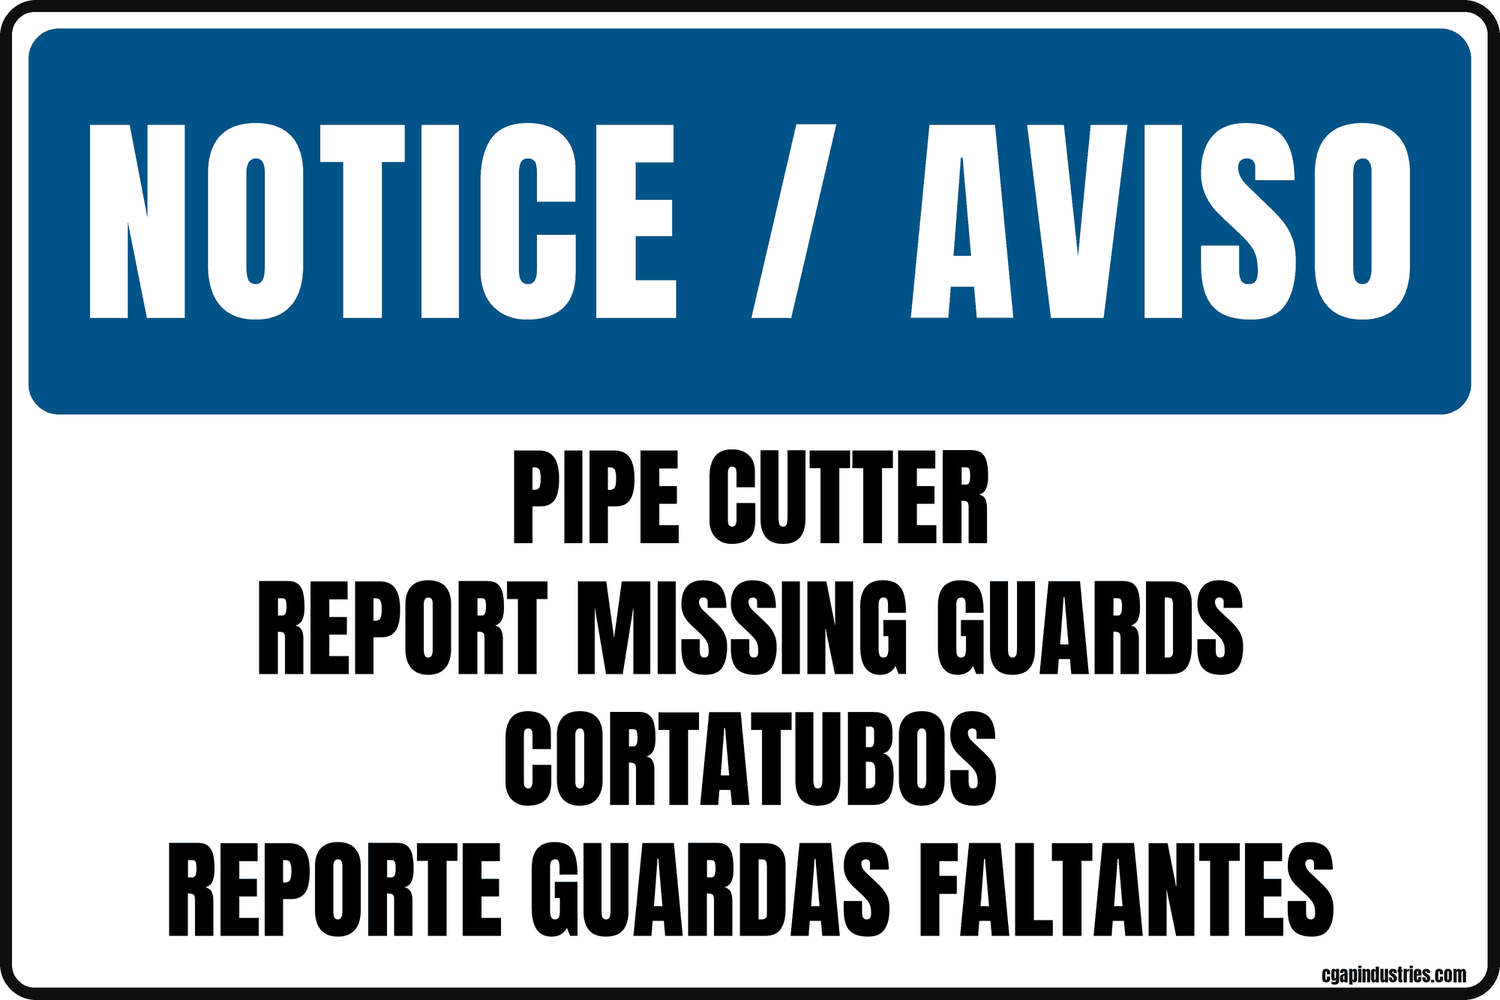 NOTICE / AVISO
PIPE CUTTER
REPORT MISSING GUARDS
CORTATUBOS
REPORTE GUARDAS FALTANTES
cgapindustries.com